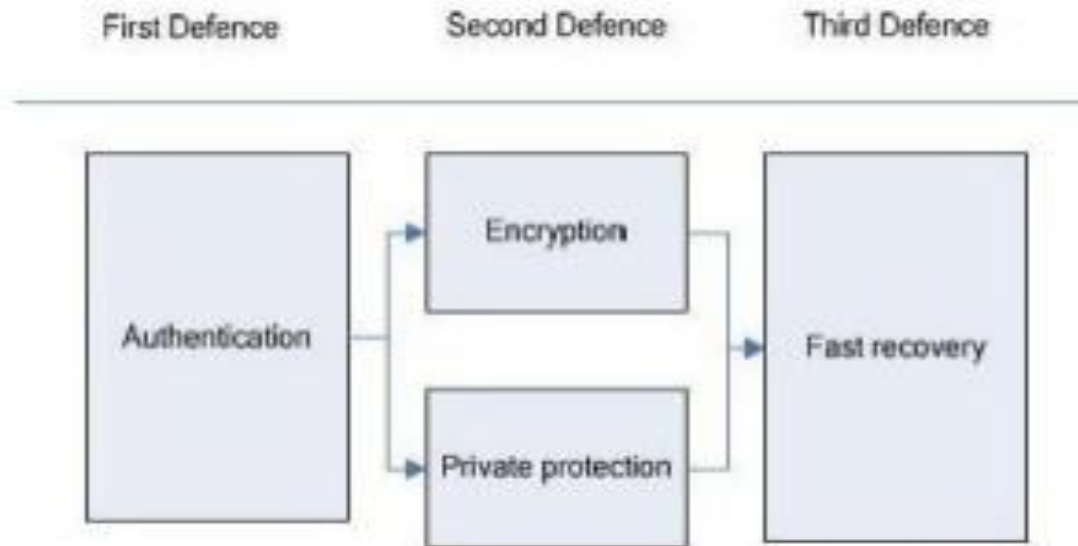 First Defence
Second Defence
Third Defence
Authentication
Encryption
Private protection
Fast recovery